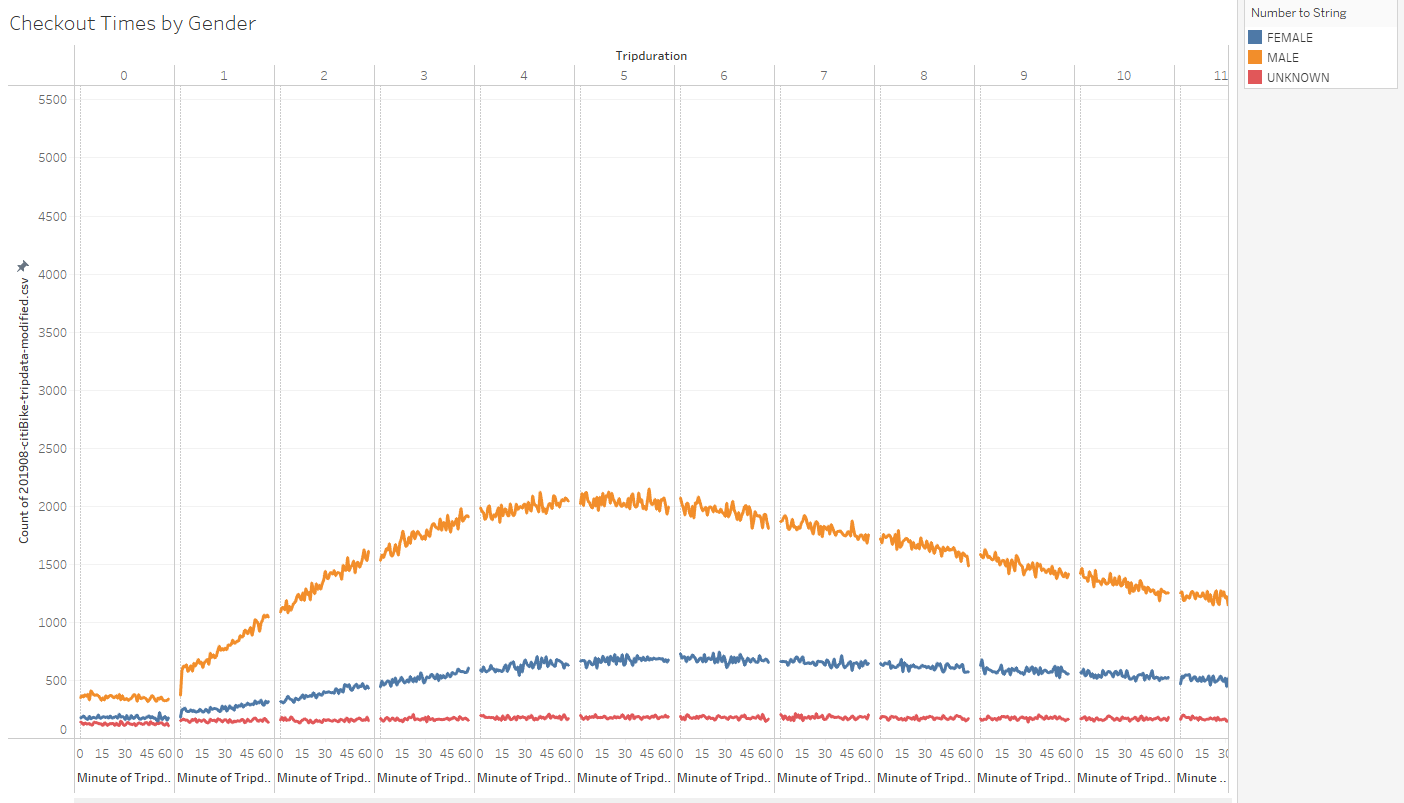 Checkout Times by Gender
Tripduration
0 1 2 3 4 5 6 7 8 9 10 11
5500
5000
4500
4000
3500
3000
2500
2000
1500
1000
500
0
Count of 201908-citiBike-tripdata-modified.csv
0 15 30 45 60 0 15 30 45 60 0 15 30 45 60 0 15 30 45 60 0 15 30 45 60 0 15 30 45 60 0 15 30 45 60 0 15 30 45 60 0 15 30 45 60 0 15 30 45 60 0 15 30 45 60 0 15 30
Minute of Tripd.. Minute of Tripd.. Minute of Tripd.. Minute of Tripd.. Minute of Tripd.. Minute of Tripd.. Minute of Tripd.. Minute of Tripd.. Minute of Tripd.. Minute of Tripd.. Minute of Tripd.. Minute ..
Number to String
FEMALE
MALE
UNKNOWN